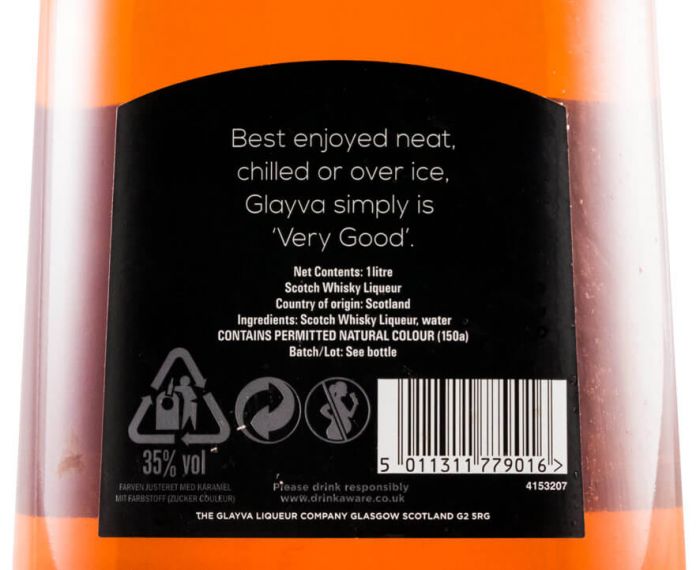 Best enjoyed neat,
chilled or over ice,
Glayva simply is
‘Very Good’.
Net Contents: 1litre
Scotch Whisky Liqueur
Country of origin: Scotland
Ingredients: Scotch Whisky Liqueur, water
CONTAINS PERMITTED NATURAL COLOUR (150a)
Batch/Lot: See bottle
35% vol
5 011311 779016 >
FARVEN JUSTERET MED KARAMEL
MIT FARBSTOFF (ZUCKER COULEUR)
Please drink responsibly
www.drinkaware.co.uk
4153207
THE GLAYVA LIQUEUR COMPANY GLASGOW SCOTLAND G2 5RG